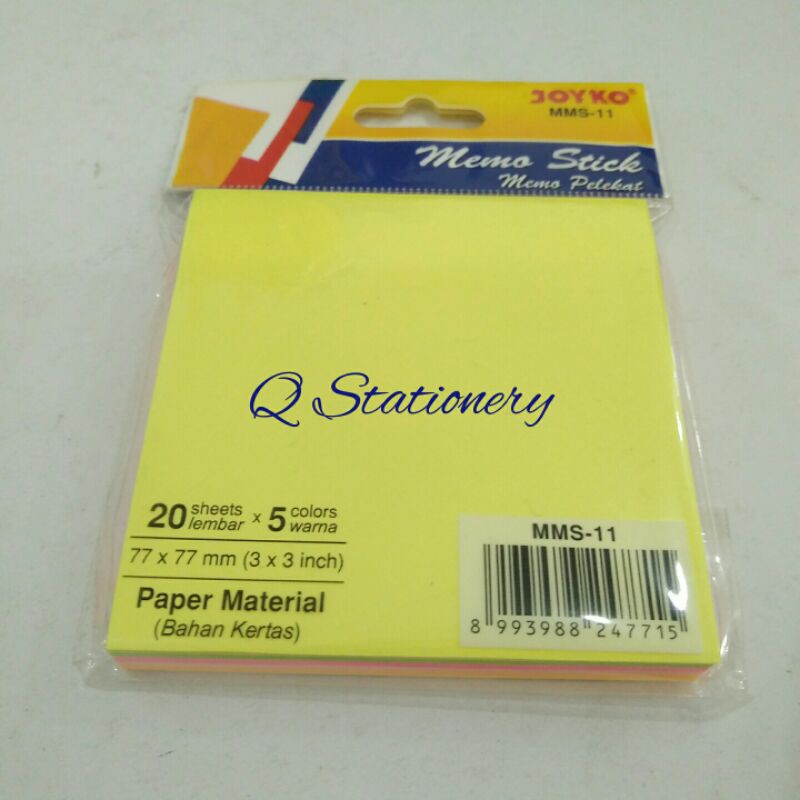 JOYKO®
MMS-11
Memo Stick
Memo Pelekat
Q Stationery
20 sheets lembar x 5 colors warna
77 x 77 mm (3 x 3 inch)
Paper Material
(Bahan Kertas)
MMS-11
8 993988 247715